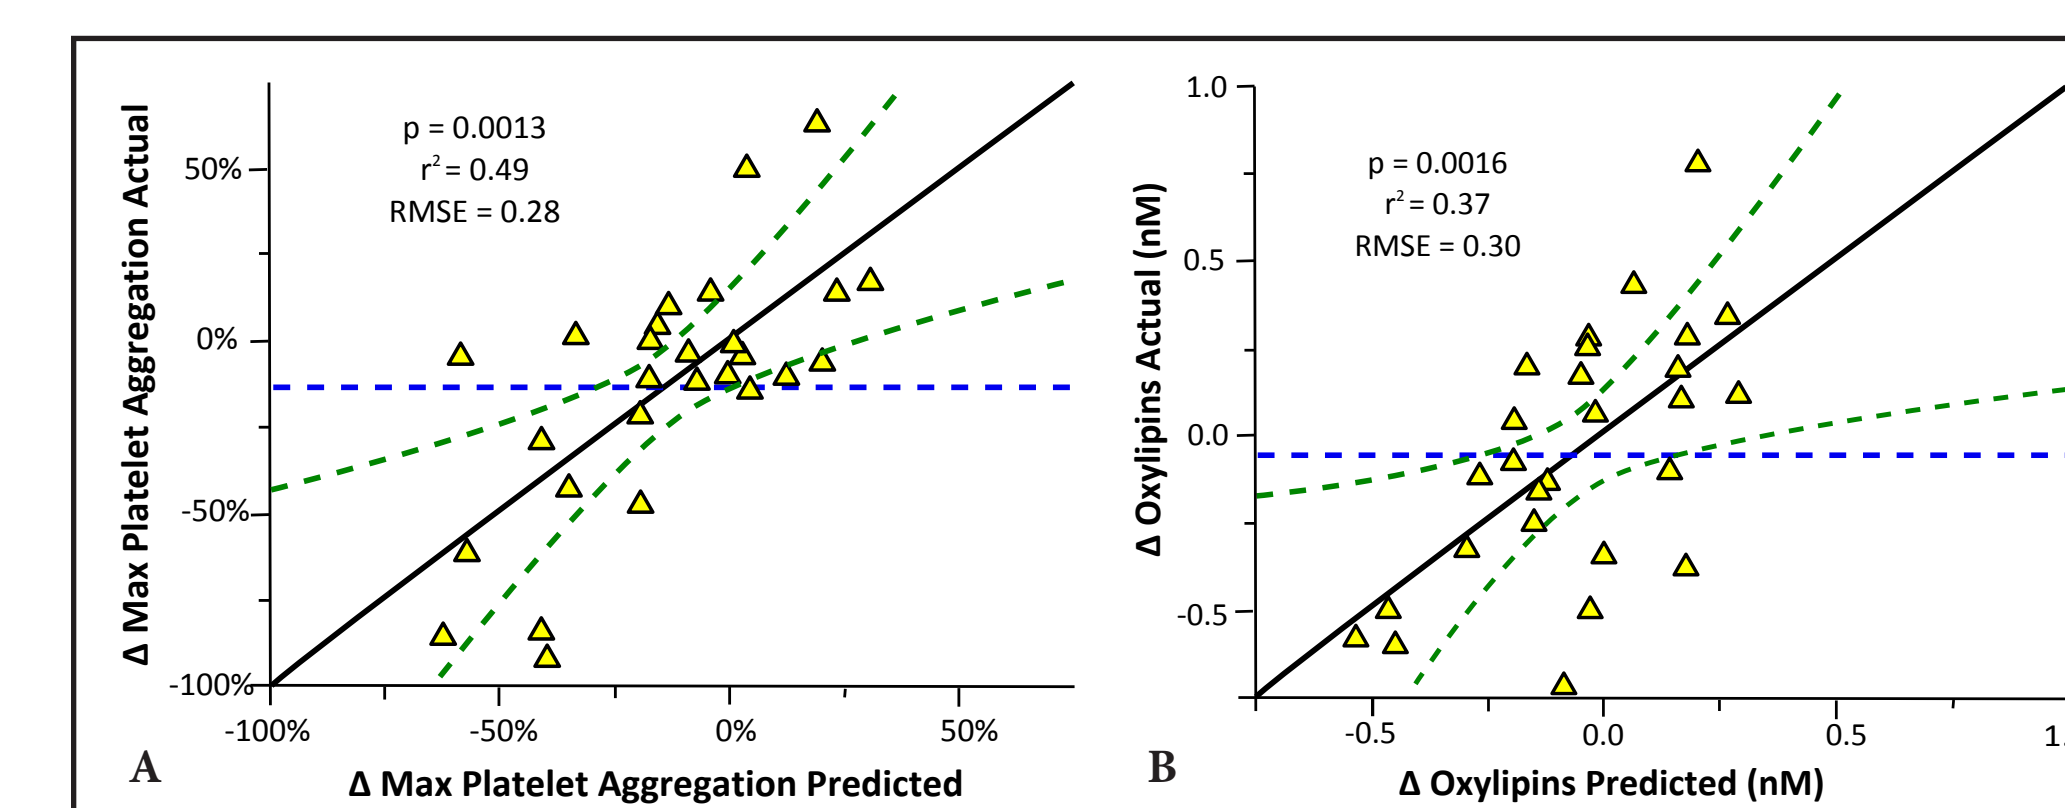 Δ Max Platelet Aggregation Actual
p = 0.0013
r² = 0.49
RMSE = 0.28
50%
0%
-50%
-100%
-100%
-50%
0%
50%
A
Δ Max Platelet Aggregation Predicted
Δ Oxylipins Actual (nM)
p = 0.0016
r² = 0.37
RMSE = 0.30
1.0
0.5
0.0
-0.5
-0.5
0.0
0.5
1.
B
Δ Oxylipins Predicted (nM)